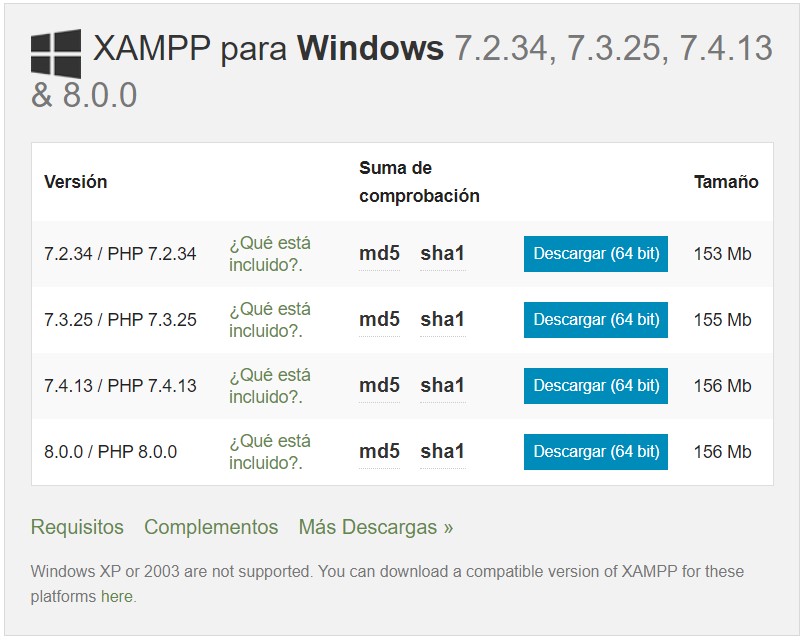 XAMPP para Windows 7.2.34, 7.3.25, 7.4.13
& 8.0.0
Versión Suma de comprobación Tamaño
7.2.34 / PHP 7.2.34 ¿Qué está incluido?. md5 sha1 Descargar (64 bit) 153 Mb
7.3.25 / PHP 7.3.25 ¿Qué está incluido?. md5 sha1 Descargar (64 bit) 155 Mb
7.4.13 / PHP 7.4.13 ¿Qué está incluido?. md5 sha1 Descargar (64 bit) 156 Mb
8.0.0 / PHP 8.0.0 ¿Qué está incluido?. md5 sha1 Descargar (64 bit) 156 Mb
Requisitos Complementos Más Descargas »
Windows XP or 2003 are not supported. You can download a compatible version of XAMPP for these
platforms here.